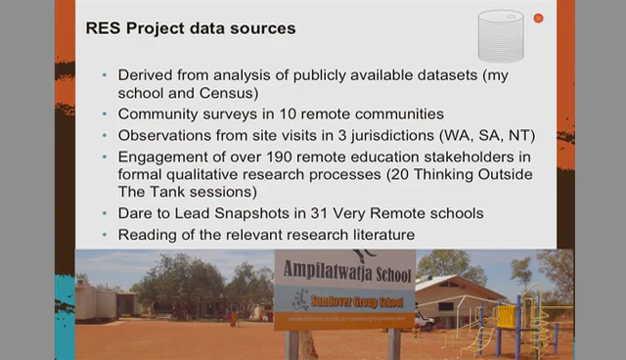 RES Project data sources
• Derived from analysis of publicly available datasets (my
school and Census)
• Community surveys in 10 remote communities
• Observations from site visits in 3 jurisdictions (WA, SA, NT)
• Engagement of over 190 remote education stakeholders in
formal qualitative research processes (20 Thinking Outside
The Tank sessions)
• Dare to Lead Snapshots in 31 Very Remote schools
• Reading of the relevant research literature
Ampilatwatja School
Sandover Group School